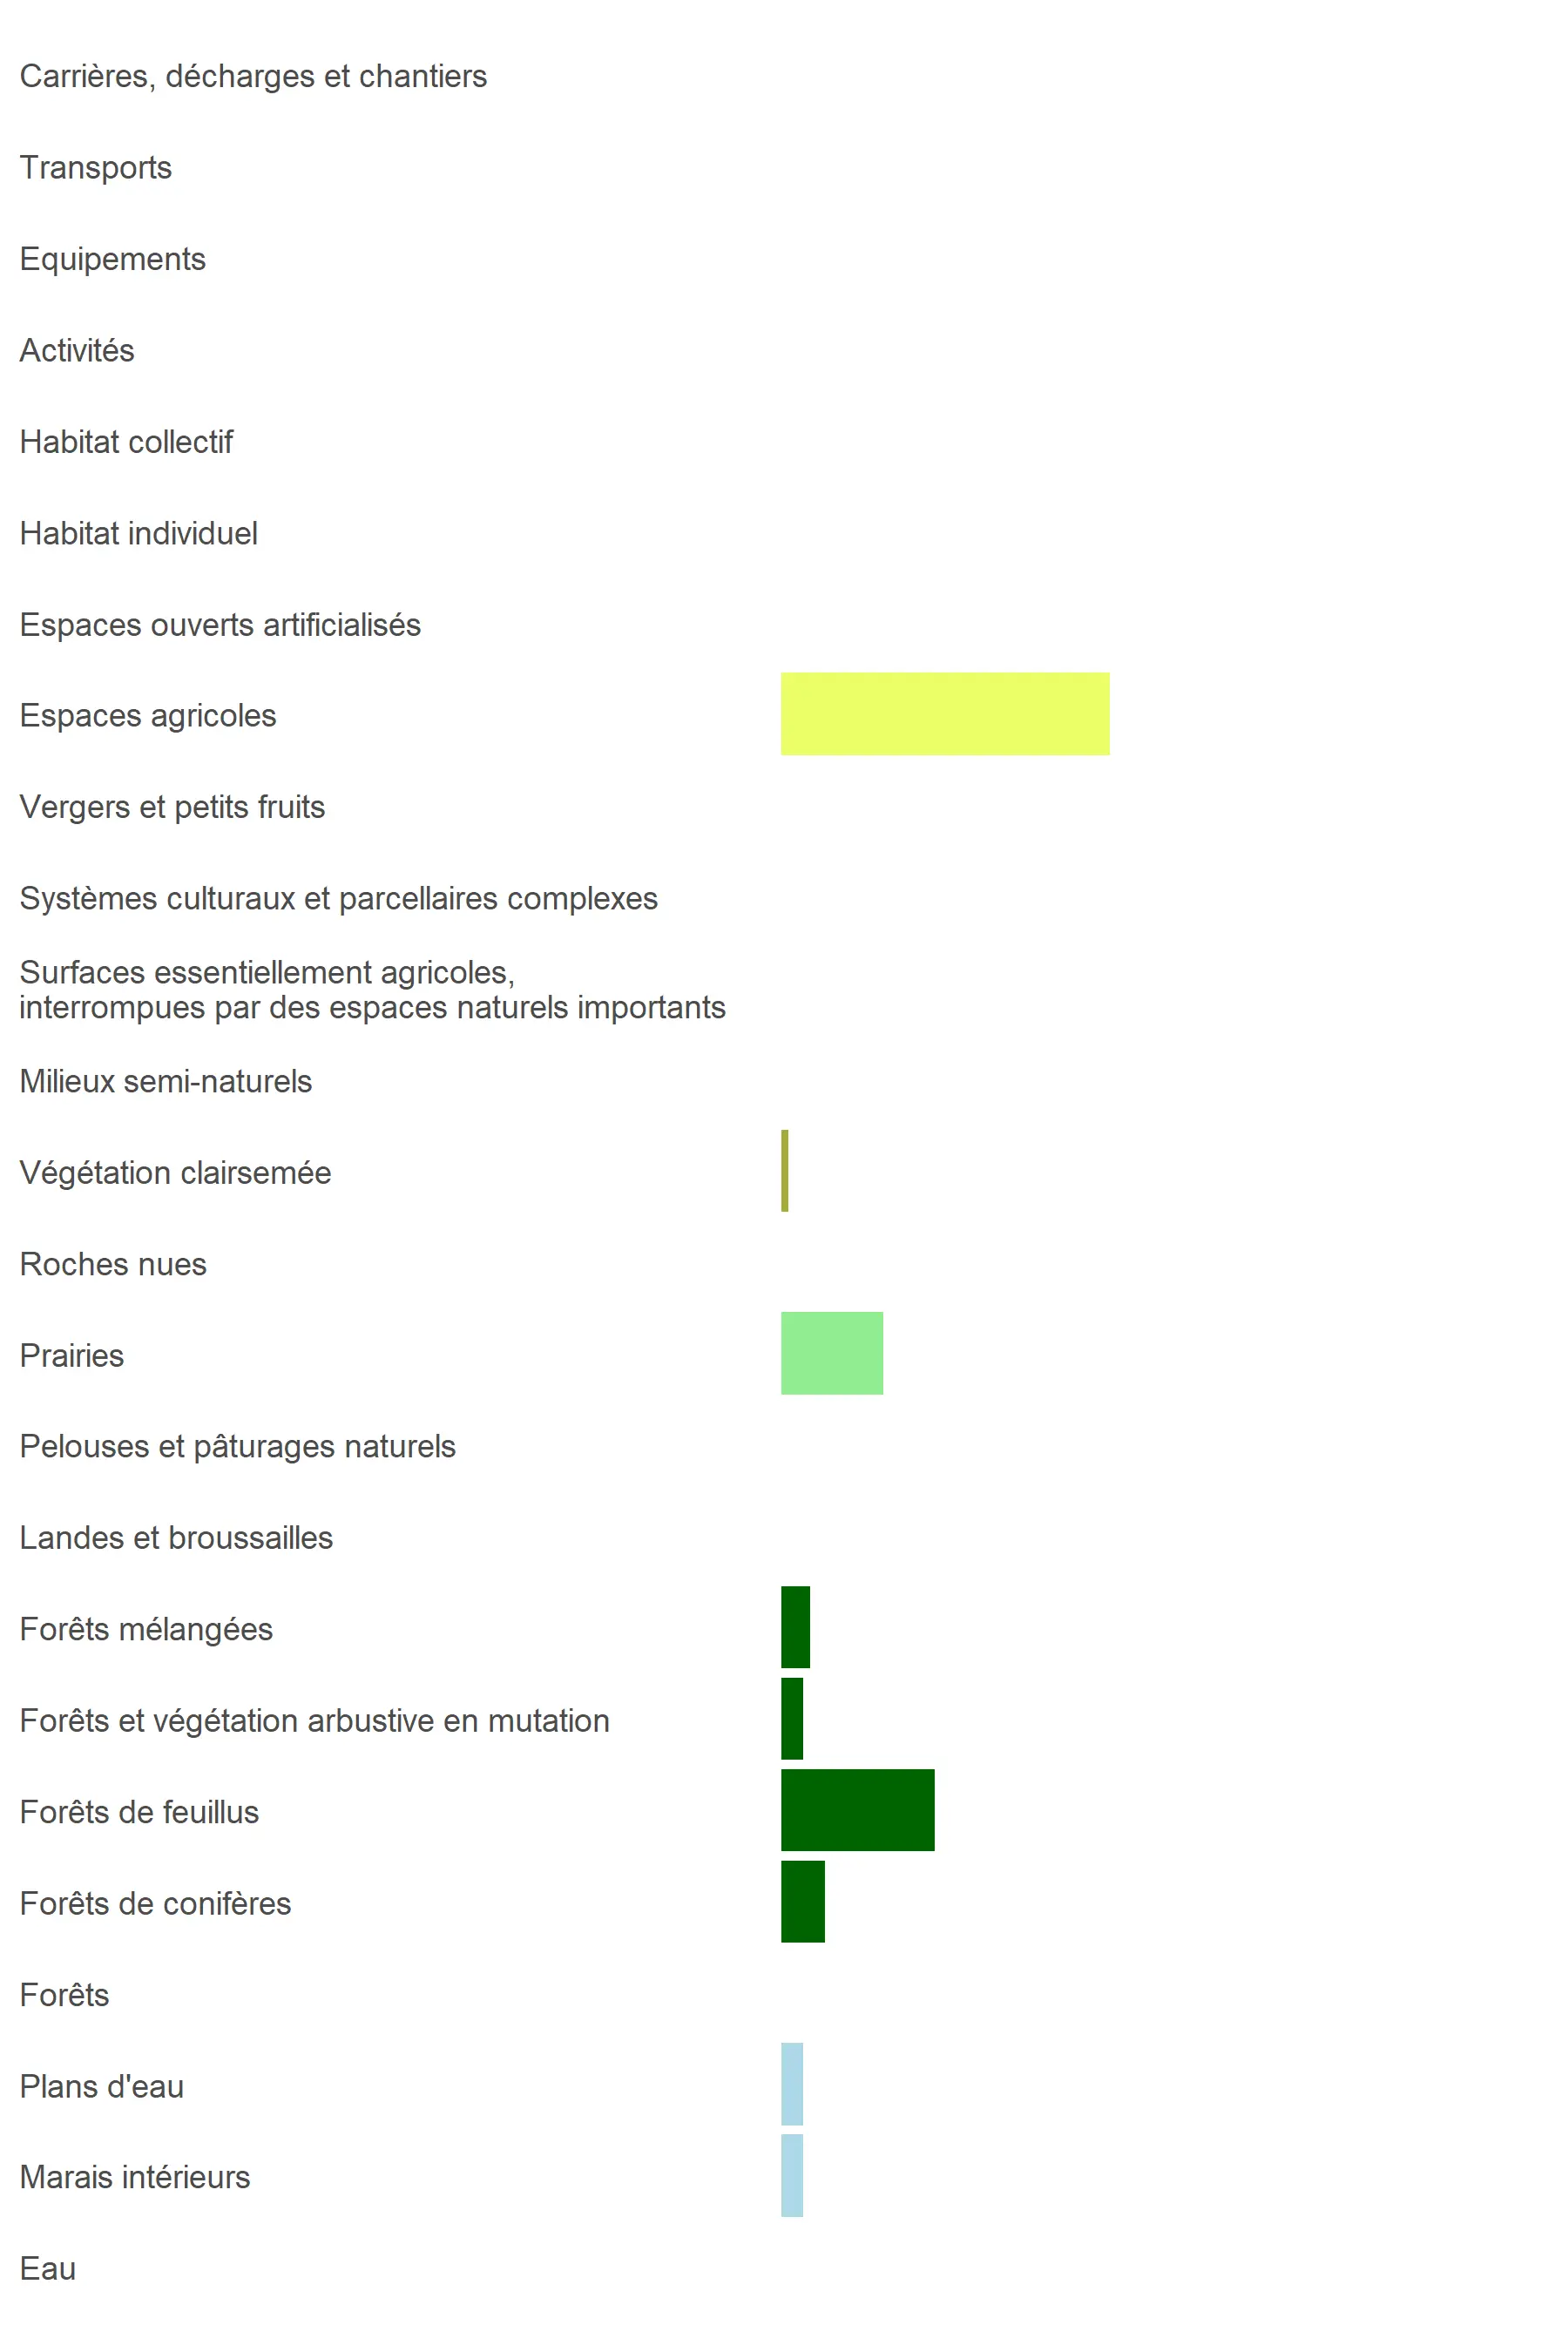 Carrières, décharges et chantiers
Transports
Equipements
Activités
Habitat collectif
Habitat individuel
Espaces ouverts artificialisés
Espaces agricoles
Vergers et petits fruits
Systèmes culturaux et parcellaires complexes
Surfaces essentiellement agricoles,
interrompues par des espaces naturels importants
Milieux semi-naturels
Végétation clairsemée
Roches nues
Prairies
Pelouses et pâturages naturels
Landes et broussailles
Forêts mélangées
Forêts et végétation arbustive en mutation
Forêts de feuillus
Forêts de conifères
Forêts
Plans d'eau
Marais intérieurs
Eau